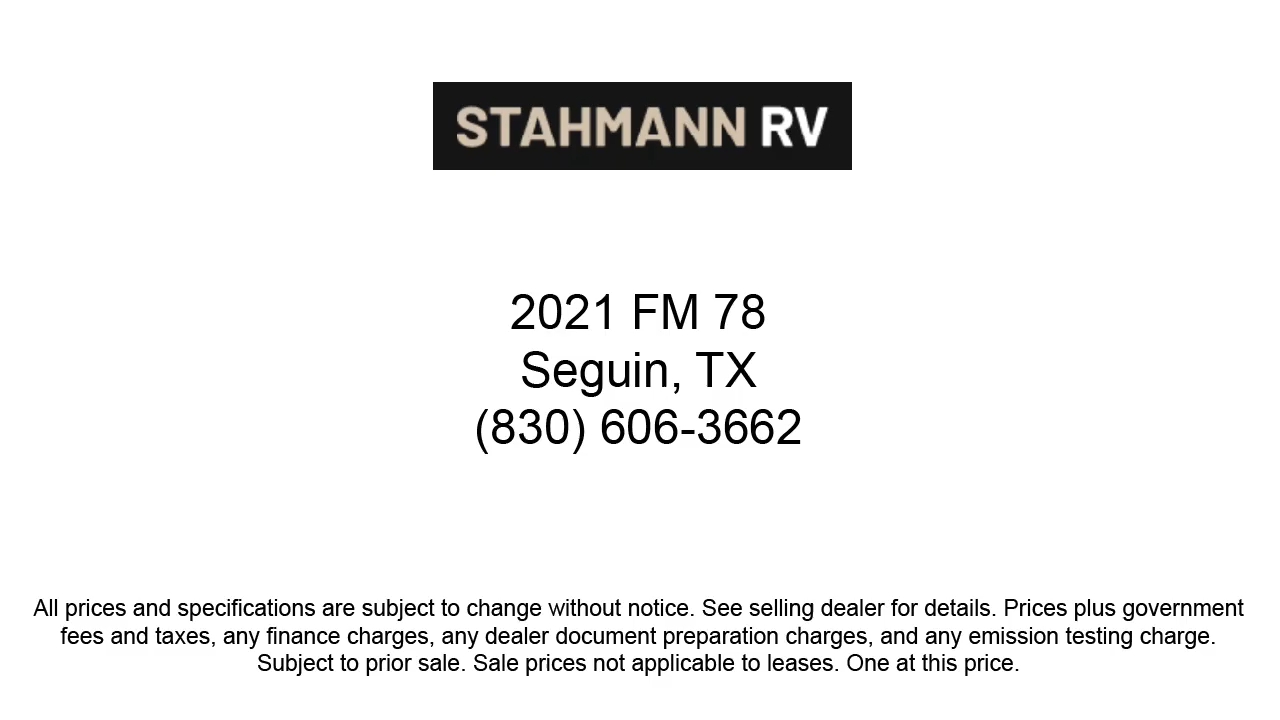 STAHMANN RV
2021 FM 78
Seguin, TX
(830) 606-3662
All prices and specifications are subject to change without notice. See selling dealer for details. Prices plus government
fees and taxes, any finance charges, any dealer document preparation charges, and any emission testing charge.
Subject to prior sale. Sale prices not applicable to leases. One at this price.